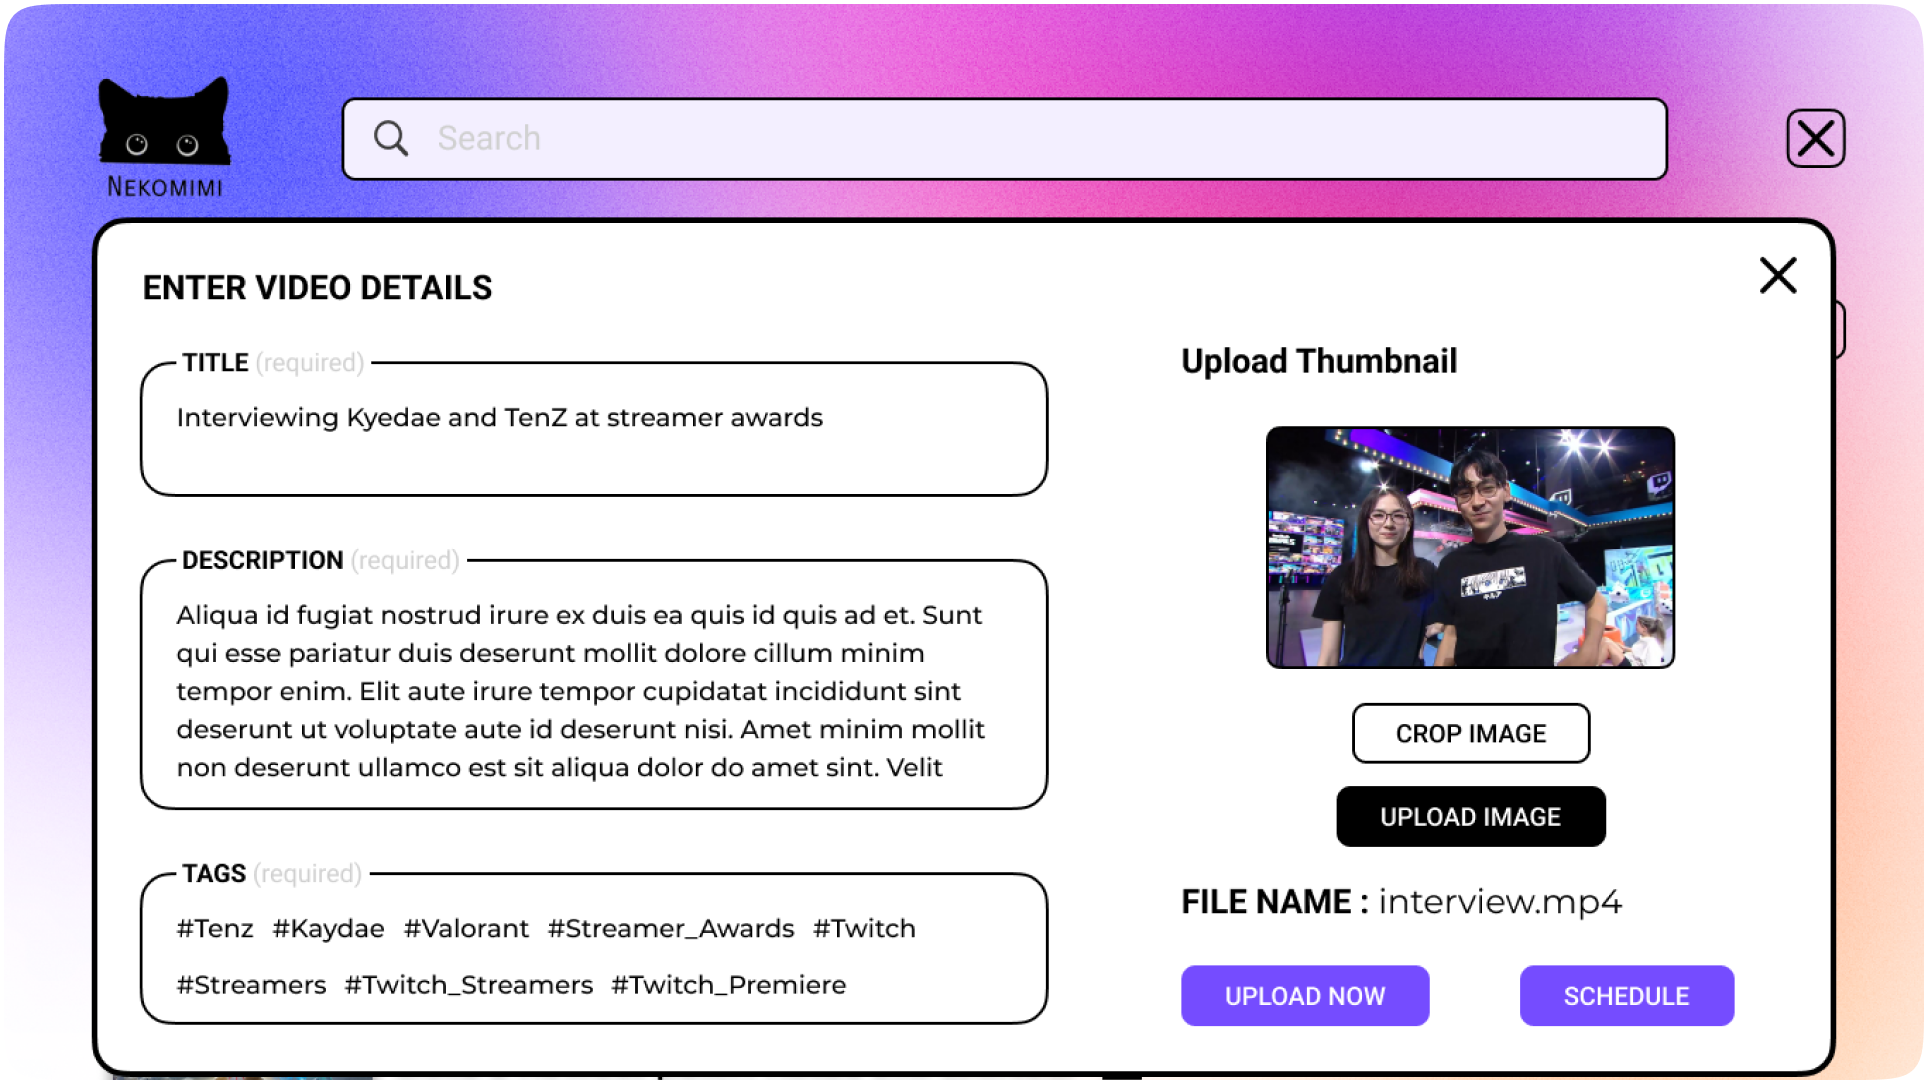 NEKOMIMI
Search
ENTER VIDEO DETAILS
TITLE (required)
Interviewing Kyedae and TenZ at streamer awards
DESCRIPTION (required)
Aliqua id fugiat nostrud irure ex duis ea quis id quis ad et. Sunt
qui esse pariatur duis deserunt mollit dolore cillum minim
tempor enim. Elit aute irure tempor cupidatat incididunt sint
deserunt ut voluptate aute id deserunt nisi. Amet minim mollit
non deserunt ullamco est sit aliqua dolor do amet sint. Velit
TAGS (required)
#Tenz #Kaydae #Valorant #Streamer_Awards #Twitch
#Streamers #Twitch_Streamers #Twitch_Premiere
Upload Thumbnail
CROP IMAGE
UPLOAD IMAGE
FILE NAME : interview.mp4
UPLOAD NOW
SCHEDULE